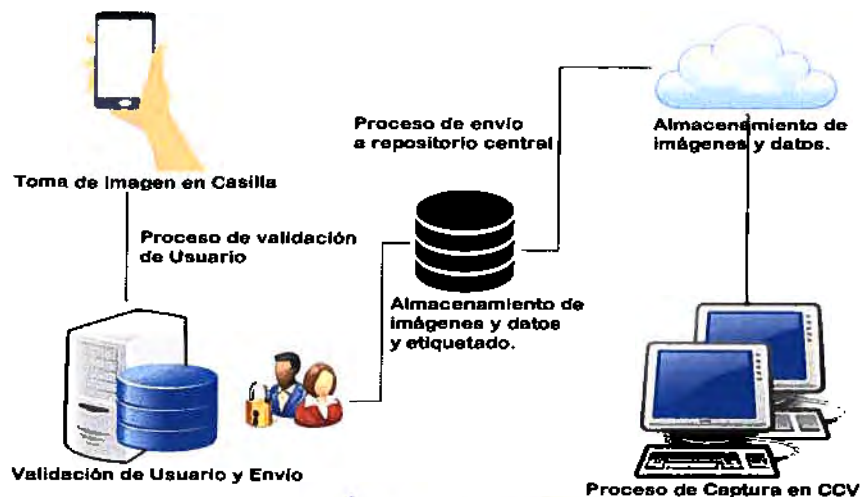 Toma de Imagen en Casilla
Proceso de validación
de Usuario
Validación de Usuario y Envío
Proceso de envío
a repositorio central
Almacenamiento de
imágenes y datos
y etiquetado.
Almacenamiento de
imágenes y datos.
Proceso de Captura en CCV